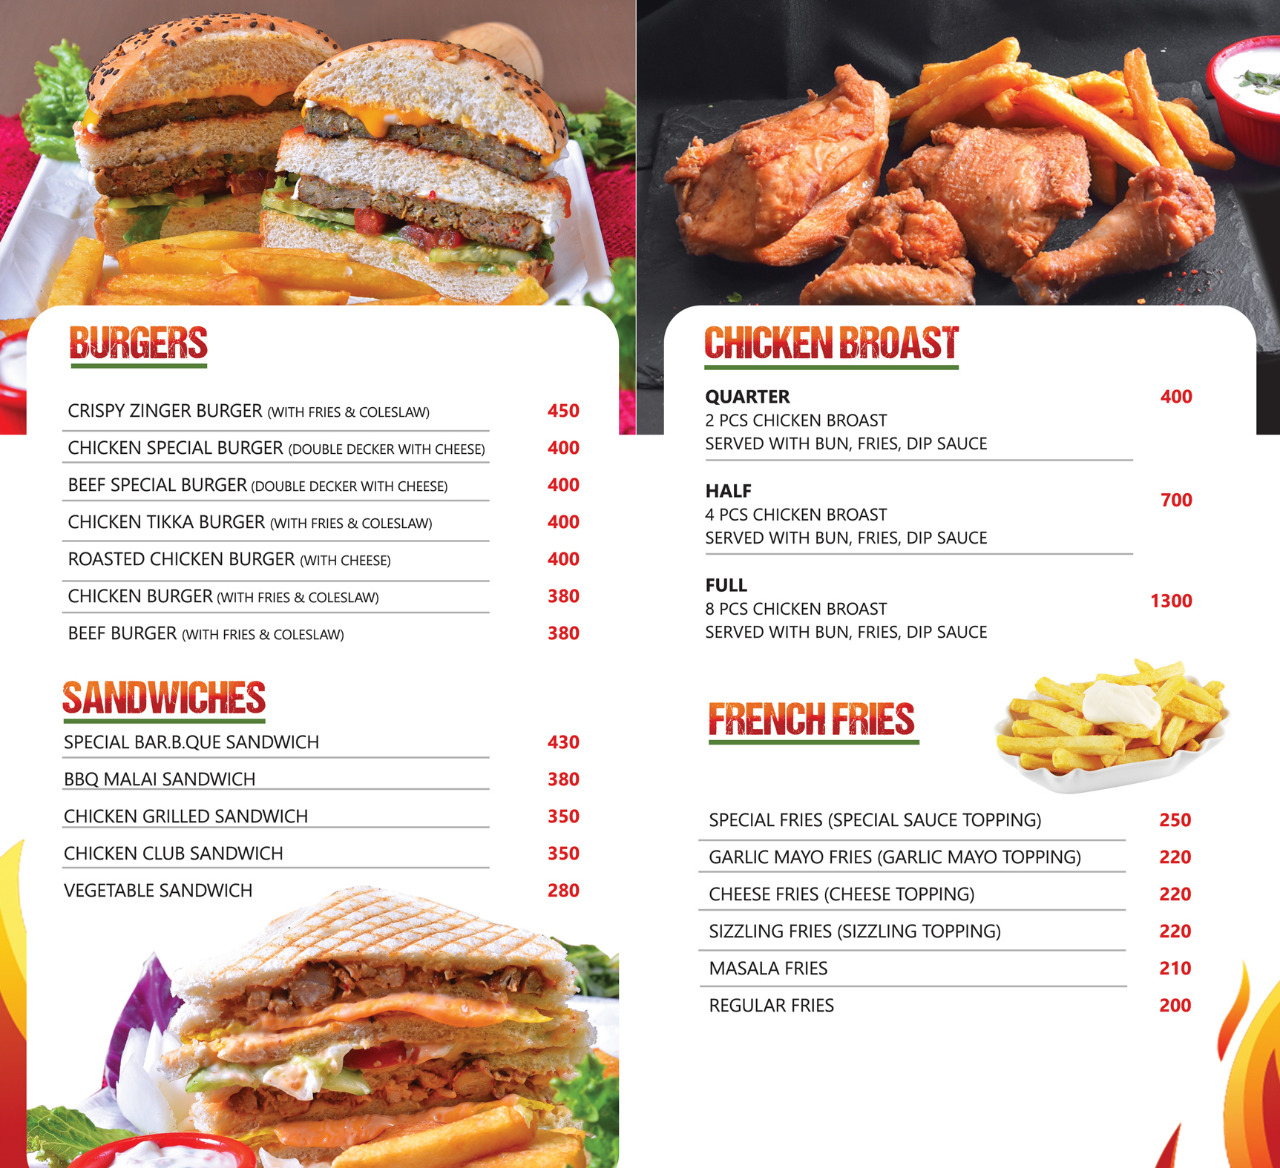 BURGERS
CRISPY ZINGER BURGER (WITH FRIES & COLESLAW) 450
CHICKEN SPECIAL BURGER (DOUBLE DECKER WITH CHEESE) 400
BEEF SPECIAL BURGER (DOUBLE DECKER WITH CHEESE) 400
CHICKEN TIKKA BURGER (WITH FRIES & COLESLAW) 400
ROASTED CHICKEN BURGER (WITH CHEESE) 400
CHICKEN BURGER (WITH FRIES & COLESLAW) 380
BEEF BURGER (WITH FRIES & COLESLAW) 380
SANDWICHES
SPECIAL BAR.B.QUE SANDWICH 430
BBQ MALAI SANDWICH 380
CHICKEN GRILLED SANDWICH 350
CHICKEN CLUB SANDWICH 350
VEGETABLE SANDWICH 280
CHICKEN BROAST
QUARTER 400
2 PCS CHICKEN BROAST
SERVED WITH BUN, FRIES, DIP SAUCE
HALF 700
4 PCS CHICKEN BROAST
SERVED WITH BUN, FRIES, DIP SAUCE
FULL 1300
8 PCS CHICKEN BROAST
SERVED WITH BUN, FRIES, DIP SAUCE
FRENCH FRIES
SPECIAL FRIES (SPECIAL SAUCE TOPPING) 250
GARLIC MAYO FRIES (GARLIC MAYO TOPPING) 220
CHEESE FRIES (CHEESE TOPPING) 220
SIZZLING FRIES (SIZZLING TOPPING) 220
MASALA FRIES 210
REGULAR FRIES 200